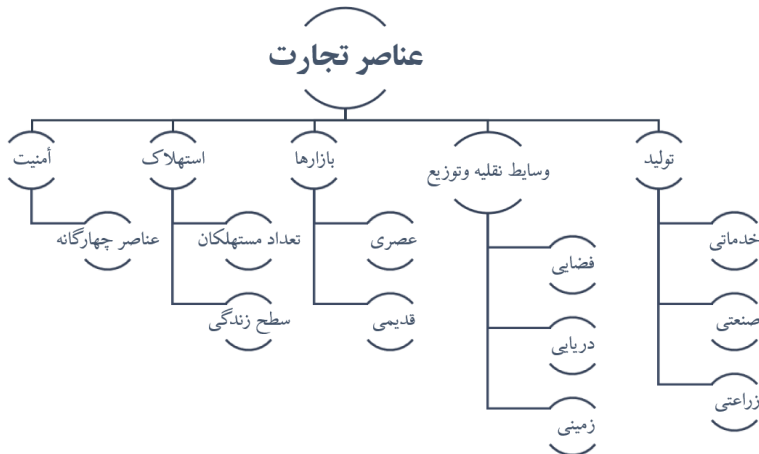 عناصر تجارت
تولید
خدماتی
صنعتی
زراعتی
وسایط نقلیه وتوزیع
فضایی
دریایی
زمینی
بازارها
عصری
قدیمی
استهلاک
تعداد مستهلکان
سطح زندگی
أمنیت
عناصر چهارگانه